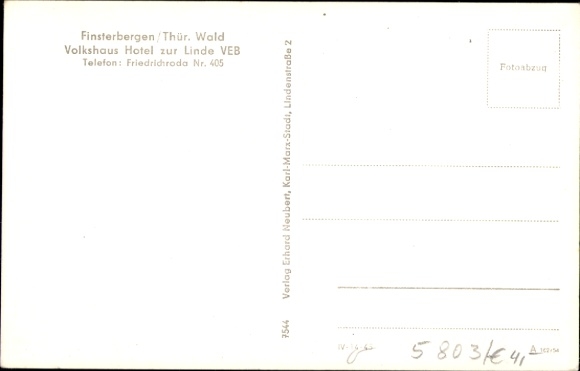 Finsterbergen/Thür. Wald
Volkshaus Hotel zur Linde VEB
Telefon: Friedrichroda Nr. 405
7544 Verlag Erhard Neubert, Karl-Marx-Stadt, Lindenstraße 2
Fotoabzug
5803/€4,-
A